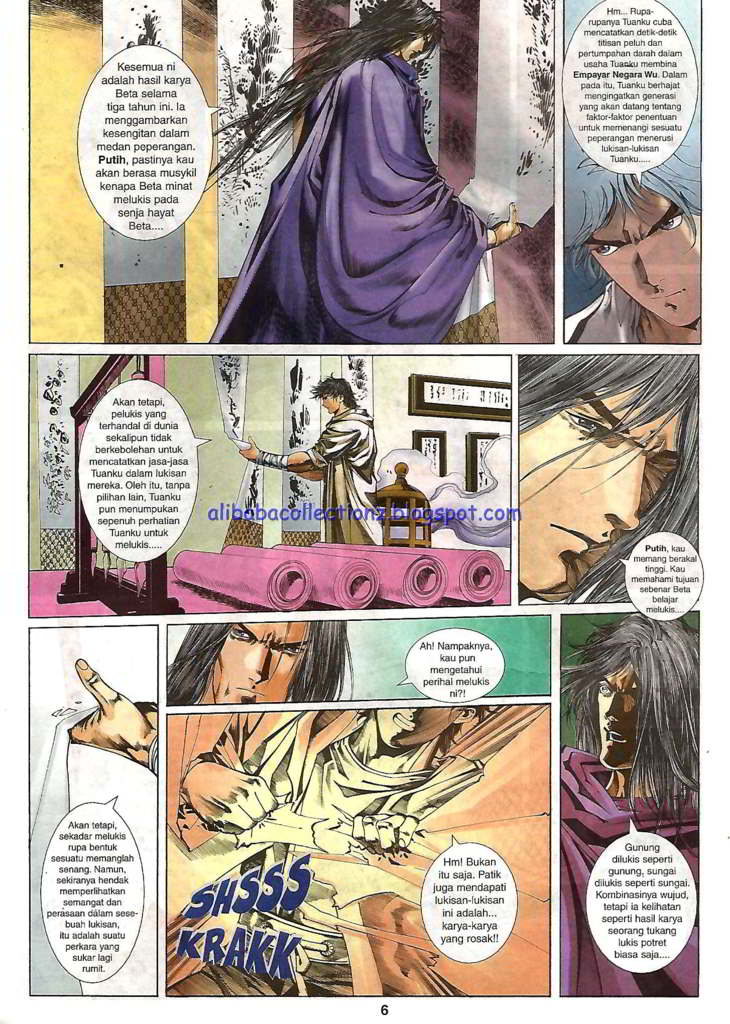 Kesemua ni
adalah hasil karya
Beta selama
tiga tahun ini. Ia
menggambarkan
kesengitan dalam
medan peperangan.
Putih, pastinya kau
akan berasa musykil
kenapa Beta minat
melukis pada
senja hayat
Beta....
Hm... Rupa-
rupanya Tuanku cuba
mencatatkan detik-detik
titisan peluh dan
pertumpahan darah dalam
usaha Tuanku membina
Empayar Negara Wu. Dalam
pada itu, Tuanku berhajat
mengingatkan generasi
yang akan datang tentang
faktor-faktor penentuan
untuk memenangi sesuatu
peperangan menerusi
lukisan-lukisan
Tuanku.....
Akan tetapi,
pelukis yang
terhandal di dunia
sekalipun tidak
berkebolehan untuk
mencatatkan jasa-jasa
Tuanku dalam lukisan
mereka. Oleh itu, tanpa
pilihan lain, Tuanku
pun menumpukan
sepenuh perhatian
Tuanku untuk
melukis.....
alibabacollectionz.blogspot.com
Putih, kau
memang berakal
tinggi. Kau
memahami tujuan
sebenar Beta
belajar
melukis....
Ah! Nampaknya,
kau pun
mengetahui
perihal melukis
ni?!
Akan tetapi,
sekadar melukis
rupa bentuk
sesuatu memanglah
senang. Namun,
sekiranya hendak
memperlihatkan
semangat dan
perasaan dalam sese-
buah lukisan,
itu adalah suatu
perkara yang
sukar lagi
rumit.
SHSSS
KRAKK
Hm! Bukan
itu saja. Patik
juga mendapati
lukisan-lukisan
ini adalah...
karya-karya
yang rosak!!
Gunung
dilukis seperti
gunung, sungai
dilukis seperti sungai.
Kombinasinya wujud,
tetapi ia kelihatan
seperti hasil karya
seorang tukang
lukis potret
biasa saja....
6